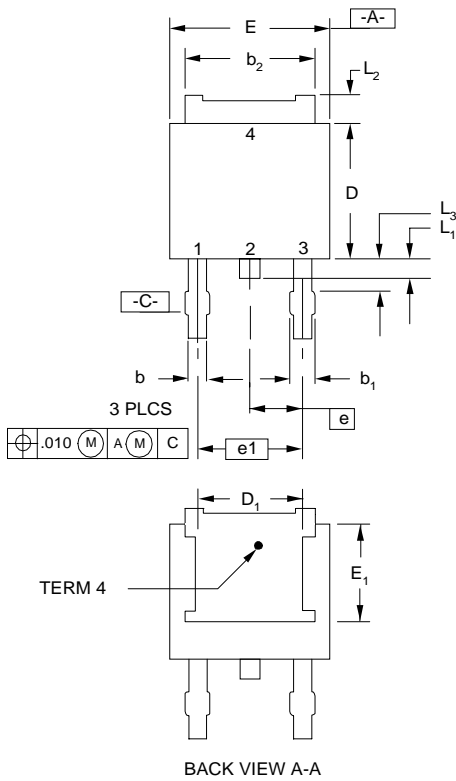 -A-
E
b₂
L₂
4
D
L₃
L₁
1 2 3
-C-
b
b₁
3 PLCS
e
.010 Ⓜ A Ⓜ C
e1
D₁
E₁
TERM 4
BACK VIEW A-A